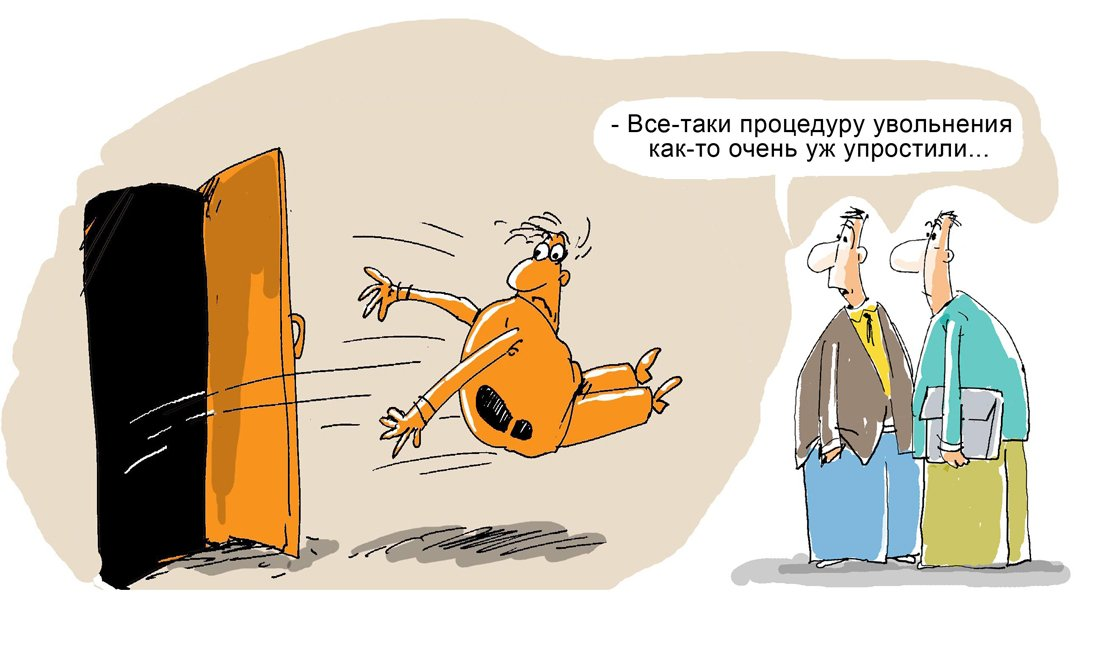 - Все-таки процедуру увольнения
как-то очень уж упростили...